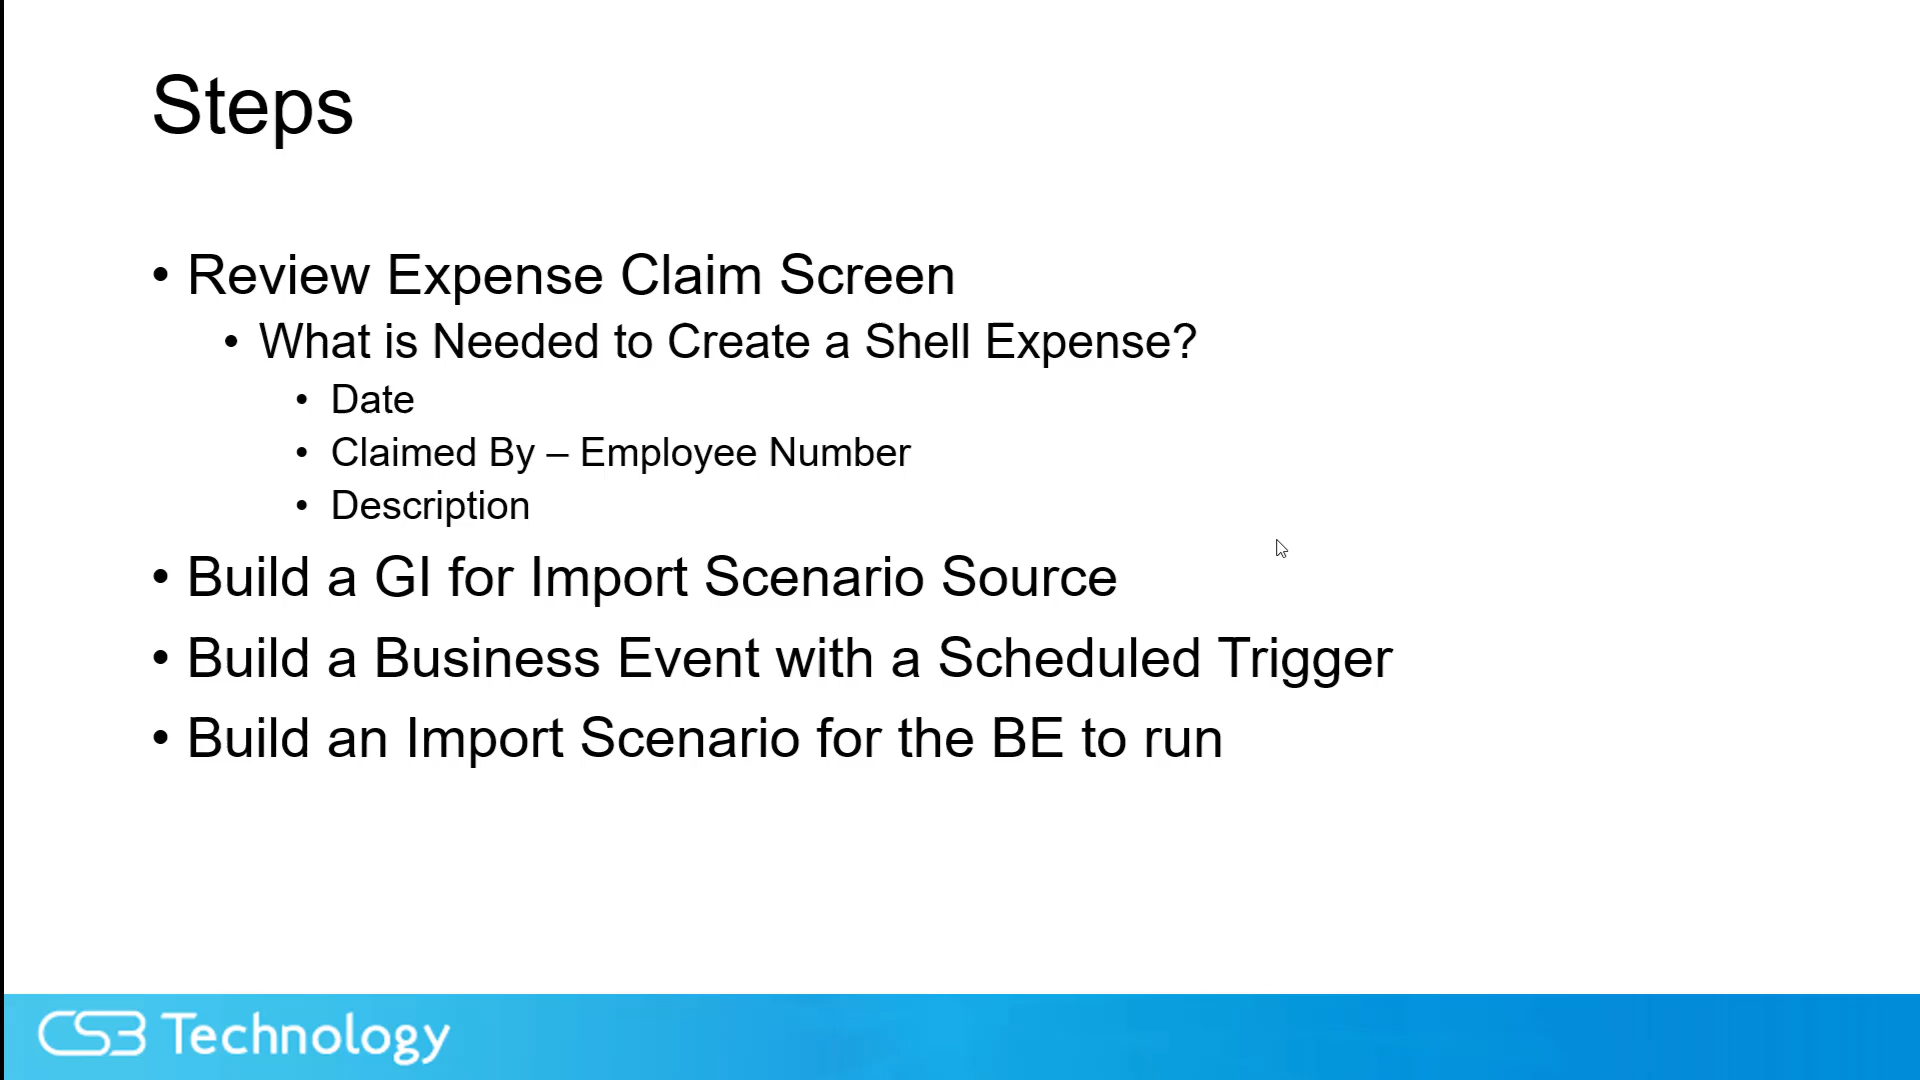 Steps
• Review Expense Claim Screen
• What is Needed to Create a Shell Expense?
• Date
• Claimed By – Employee Number
• Description
• Build a GI for Import Scenario Source
• Build a Business Event with a Scheduled Trigger
• Build an Import Scenario for the BE to run
CS3 Technology